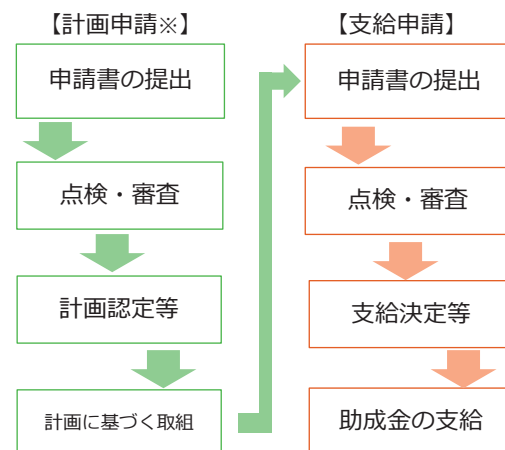 【計画申請※】
申請書の提出
点検・審査
計画認定等
計画に基づく取組
【支給申請】
申請書の提出
点検・審査
支給決定等
助成金の支給